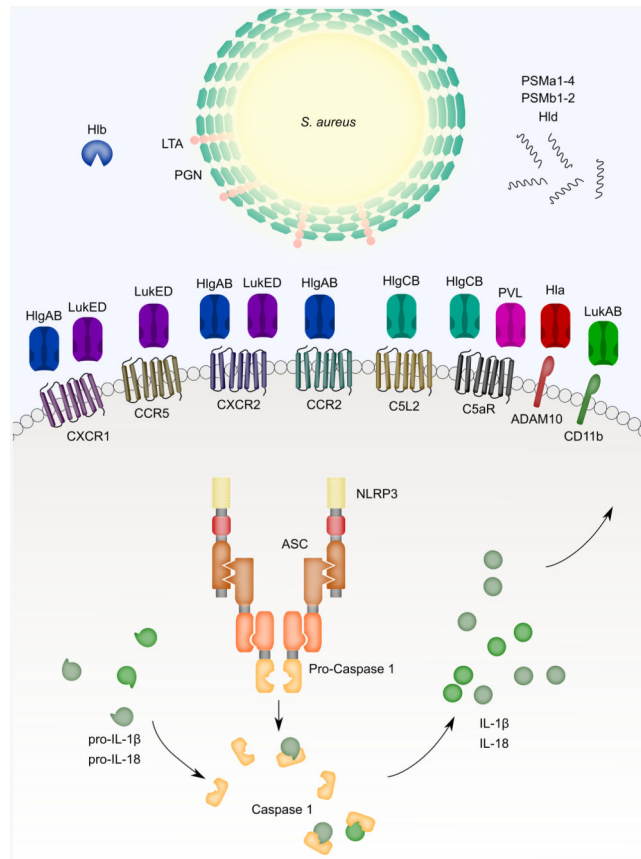 PSMa1-4
PSMb1-2
Hld
Hlb
S. aureus
LTA
PGN
HlgAB
LukED
LukED
HlgAB
LukED
HlgAB
HlgCB
HlgCB
PVL
Hla
LukAB
CXCR1
CCR5
CXCR2
CCR2
C5L2
C5aR
ADAM10
CD11b
NLRP3
ASC
Pro-Caspase 1
pro-IL-1β
pro-IL-18
IL-1β
IL-18
Caspase 1